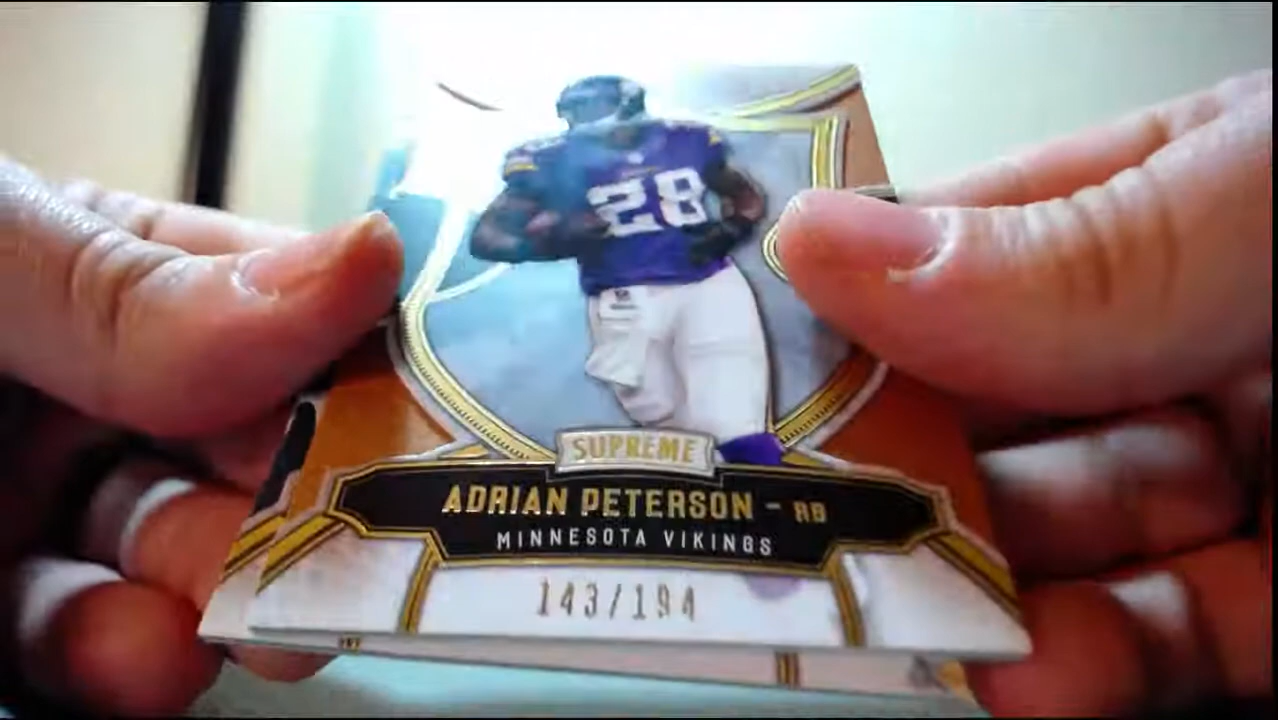 28
SUPREME
ADRIAN PETERSON - RB
MINNESOTA VIKINGS
143/194